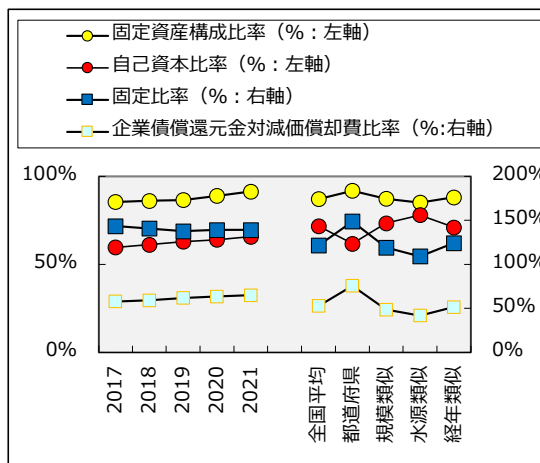 固定資産構成比率（%：左軸）
自己資本比率（%：左軸）
固定比率（%：右軸）
企業債償還元金対減価償却費比率（%:右軸）
100%
50%
0%
200%
150%
100%
50%
0%
2017
2018
2019
2020
2021
全国平均
都道府県
規模類似
水源類似
経年類似